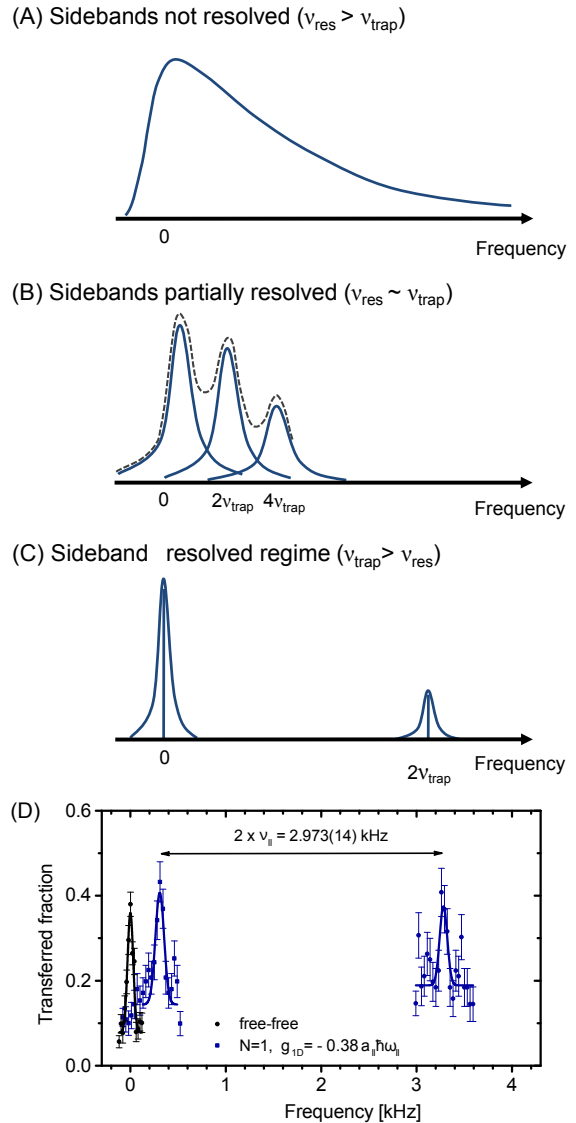 (A) Sidebands not resolved (ν_res > ν_trap)
0
Frequency
(B) Sidebands partially resolved (ν_res ~ ν_trap)
0 2ν_trap 4ν_trap
Frequency
(C) Sideband resolved regime (ν_trap > ν_res)
0
2ν_trap
Frequency
(D)
0.6
2 x ν_|| = 2.973(14) kHz
0.4
Transferred fraction
0.2
free-free
N=1, g_1D = - 0.38 a_|| ħω_||
0.0
0 1 2 3 4
Frequency [kHz]